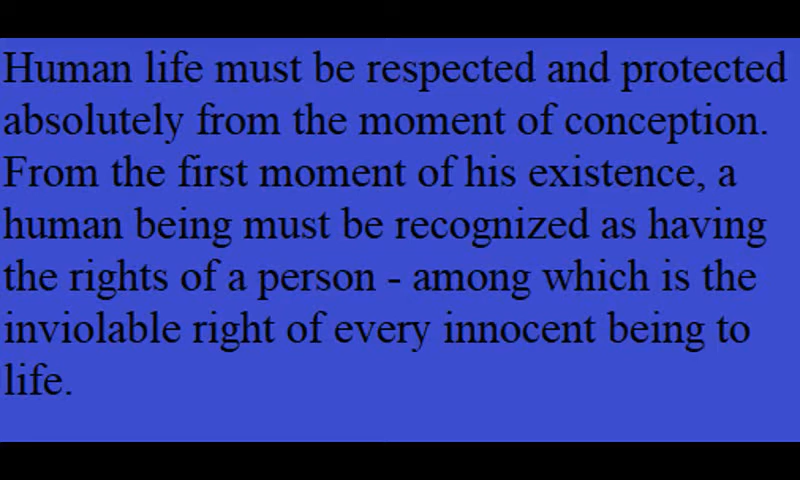 Human life must be respected and protected
absolutely from the moment of conception.
From the first moment of his existence, a
human being must be recognized as having
the rights of a person - among which is the
inviolable right of every innocent being to
life.